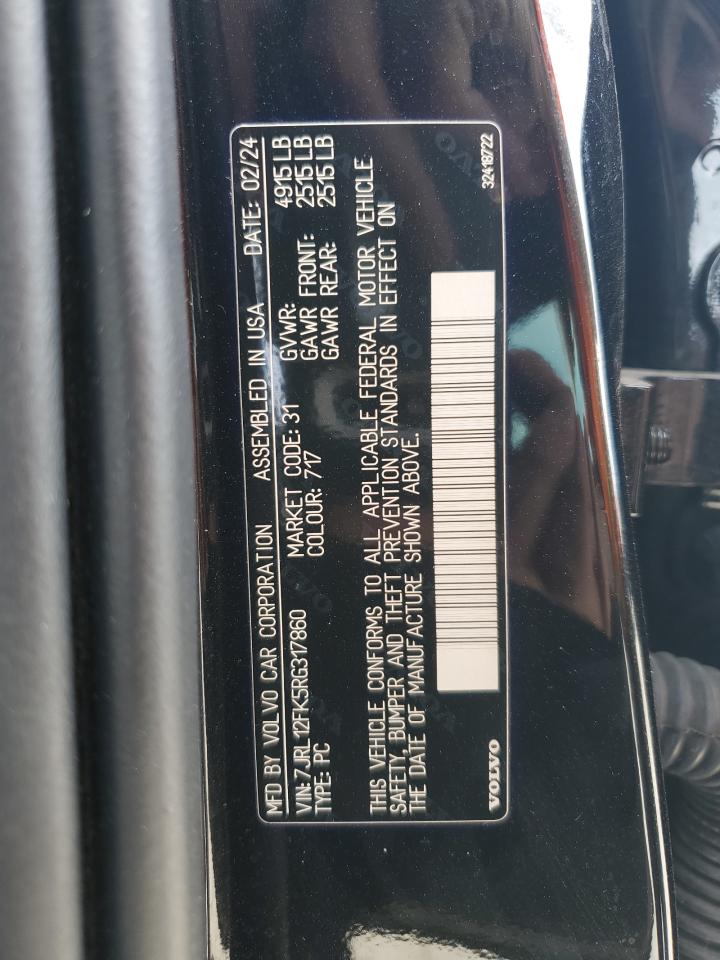 MFD BY VOLVO CAR CORPORATION ASSEMBLED IN USA DATE: 02/24
VIN: 7JRL12FK5RG317860 MARKET CODE: 31 GVWR: 4915 LB
TYPE: PC COLOUR: 717 GAWR FRONT: 2515 LB
GAWR REAR: 2515 LB
THIS VEHICLE CONFORMS TO ALL APPLICABLE FEDERAL MOTOR VEHICLE
SAFETY, BUMPER AND THEFT PREVENTION STANDARDS IN EFFECT ON
THE DATE OF MANUFACTURE SHOWN ABOVE.
VOLVO 32418722